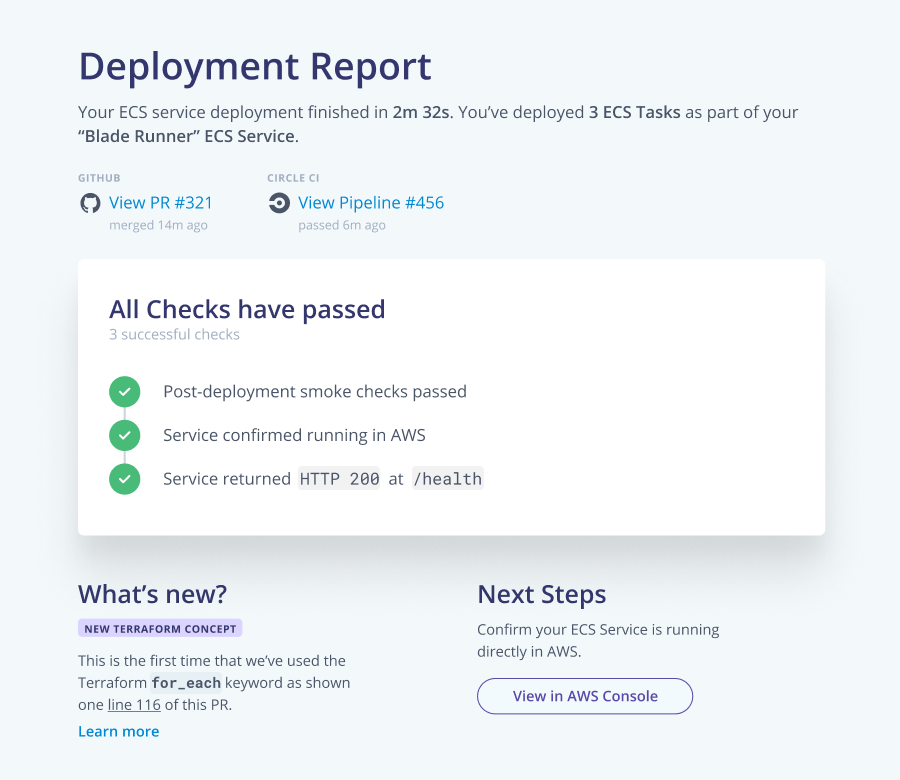 Deployment Report
Your ECS service deployment finished in 2m 32s. You’ve deployed 3 ECS Tasks as part of your
“Blade Runner” ECS Service.
GITHUB
View PR #321
merged 14m ago
CIRCLE CI
View Pipeline #456
passed 6m ago
All Checks have passed
3 successful checks
Post-deployment smoke checks passed
Service confirmed running in AWS
Service returned HTTP 200 at /health
What’s new?
NEW TERRAFORM CONCEPT
This is the first time that we’ve used the
Terraform for_each keyword as shown
one line 116 of this PR.
Learn more
Next Steps
Confirm your ECS Service is running
directly in AWS.
View in AWS Console